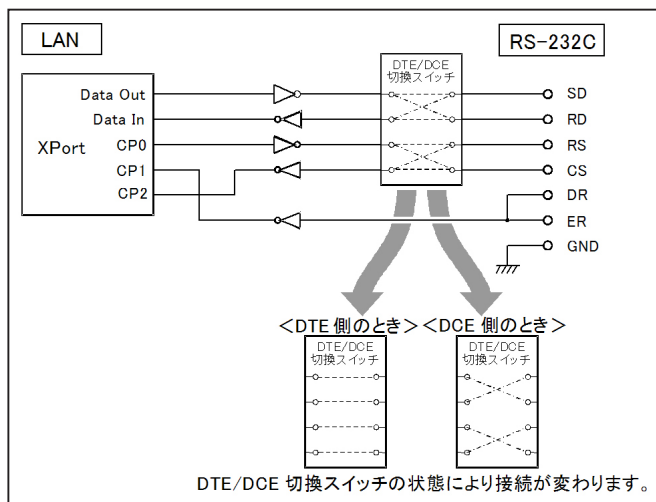 LAN
RS-232C
DTE/DCE
切換スイッチ
Data Out
SD
Data In
RD
XPort
CP0
RS
CP1
CS
CP2
DR
ER
GND
<DTE 側のとき>
<DCE 側のとき>
DTE/DCE
切換スイッチ
DTE/DCE
切換スイッチ
DTE/DCE 切換スイッチの状態により接続が変わります。